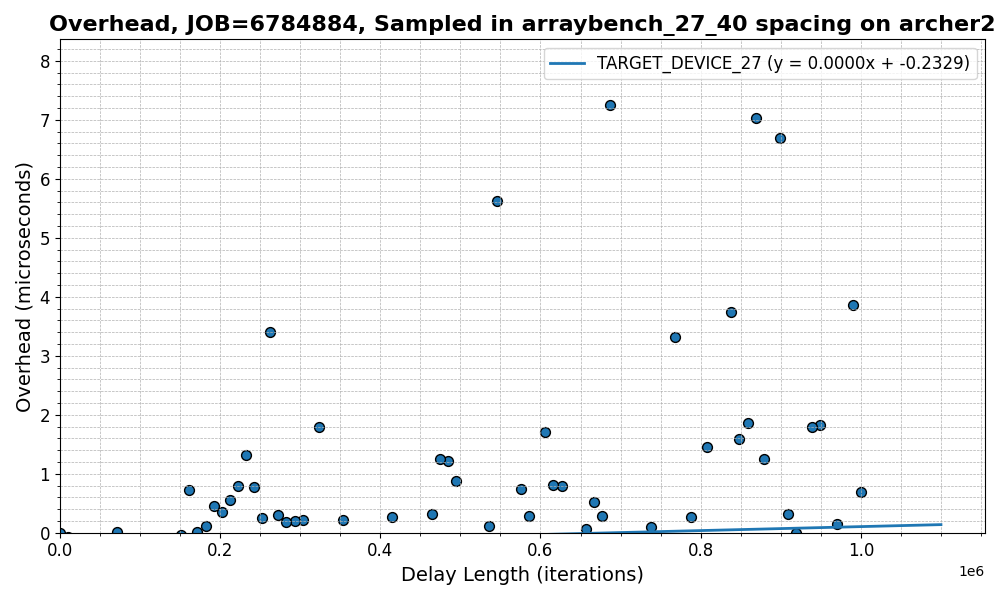 Overhead, JOB=6784884, Sampled in arraybench_27_40 spacing on archer2
TARGET_DEVICE_27 (y = 0.0000x + -0.2329)
Overhead (microseconds)
8
7
6
5
4
3
2
1
0
0.0 0.2 0.4 0.6 0.8 1.0
1e6
Delay Length (iterations)